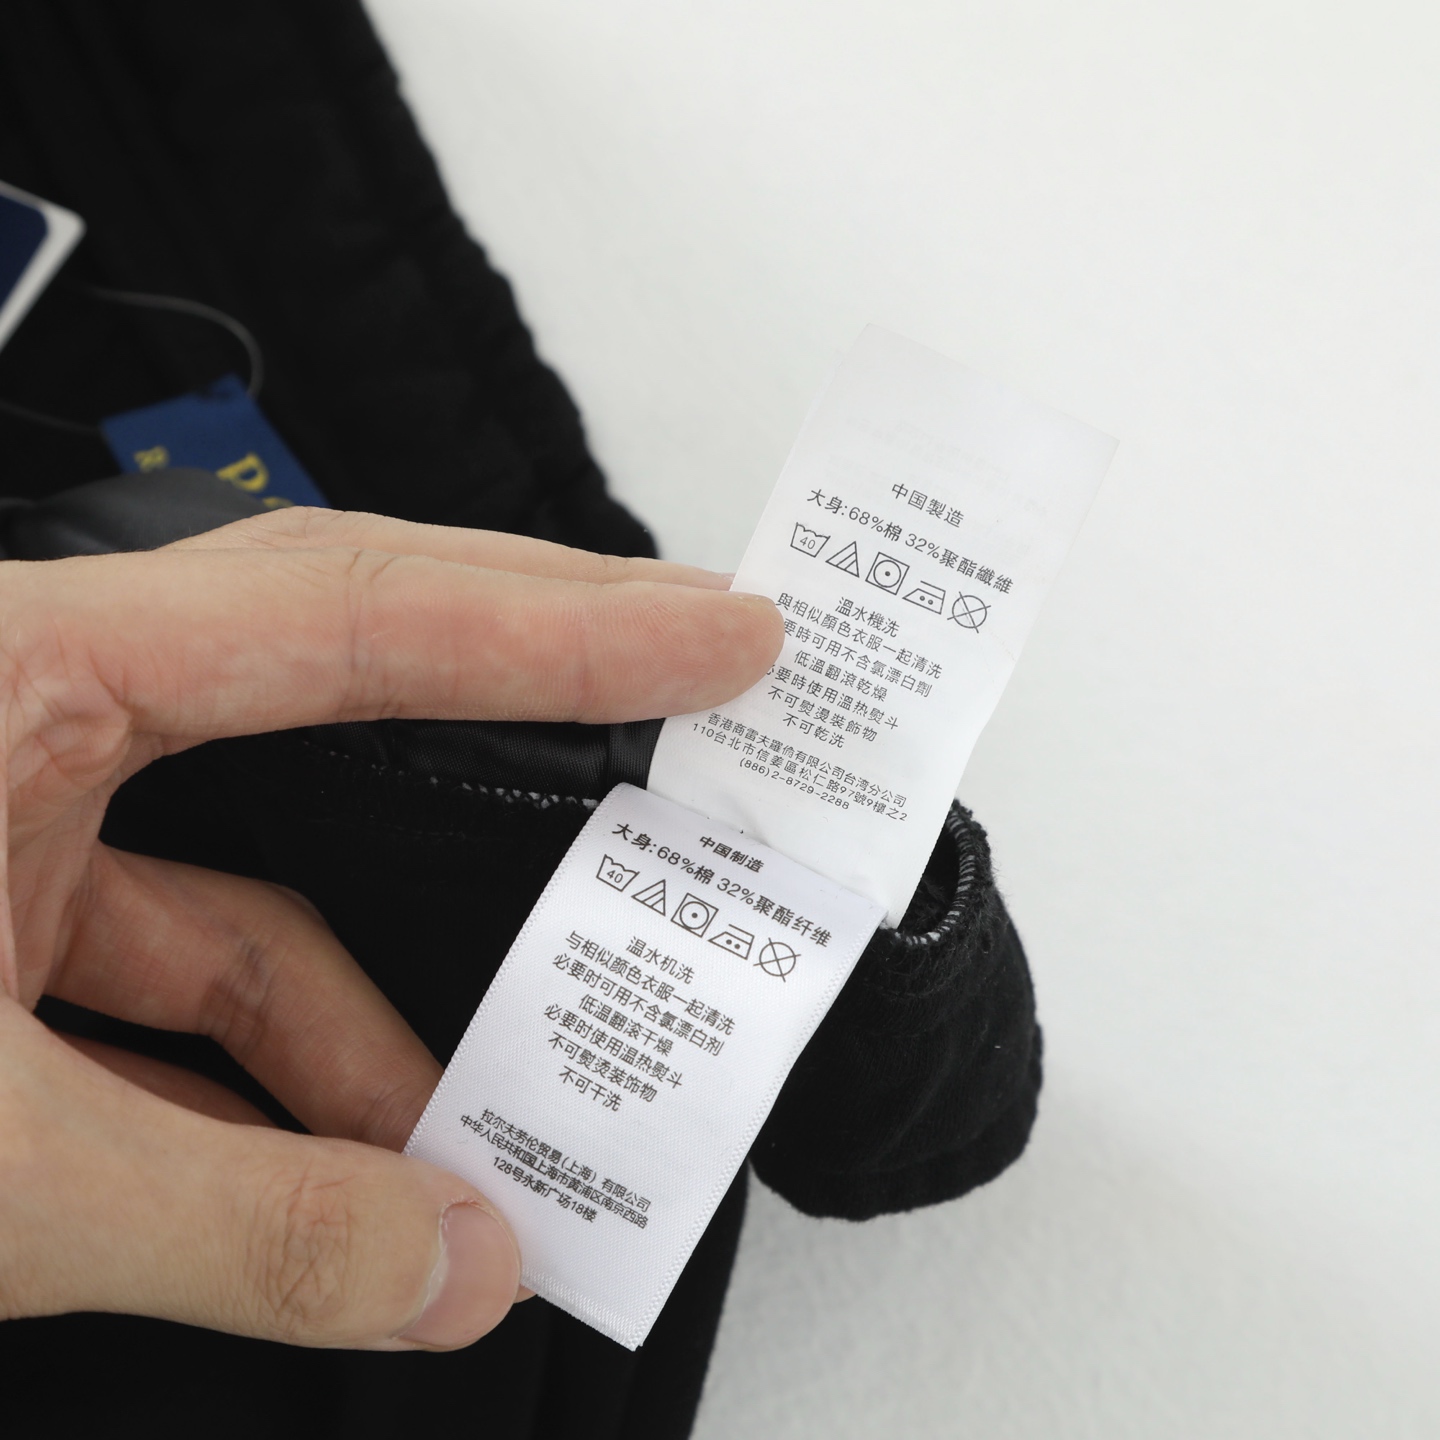 中国製造
大身:68%棉 32%聚酯纖維
40
溫水機洗
與相似顏色衣服一起清洗
要時可用不含氯漂白劑
低溫翻滾乾燥
必要時使用溫热熨斗
不可熨燙裝飾物
不可乾洗
香港商雷夫羅倫有限公司台湾分公司
110台北市信義區松仁路97號9樓之2
(886)2-8729-2288
中国制造
大身:68%棉 32%聚酯纤维
40
温水机洗
与相似颜色衣服一起清洗
必要时可用不含氯漂白剂
低温翻滚干燥
必要时使用温热熨斗
不可熨烫装饰物
不可干洗
拉尔夫劳伦贸易(上海)有限公司
中华人民共和国上海市黄浦区南京西路
128号永新广场18楼